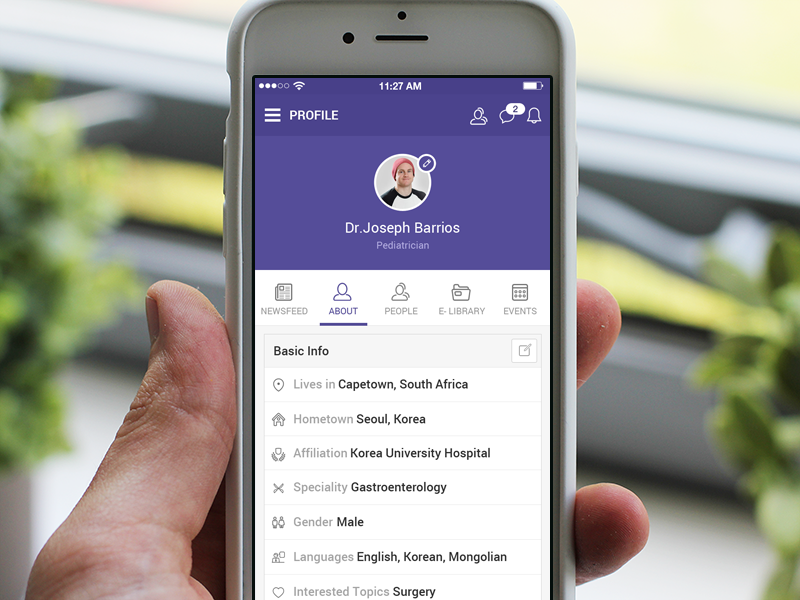 11:27 AM
PROFILE
2
Dr.Joseph Barrios
Pediatrician
NEWSFEED ABOUT PEOPLE E- LIBRARY EVENTS
Basic Info
Lives in Capetown, South Africa
Hometown Seoul, Korea
Affiliation Korea University Hospital
Speciality Gastroenterology
Gender Male
Languages English, Korean, Mongolian
Interested Topics Surgery